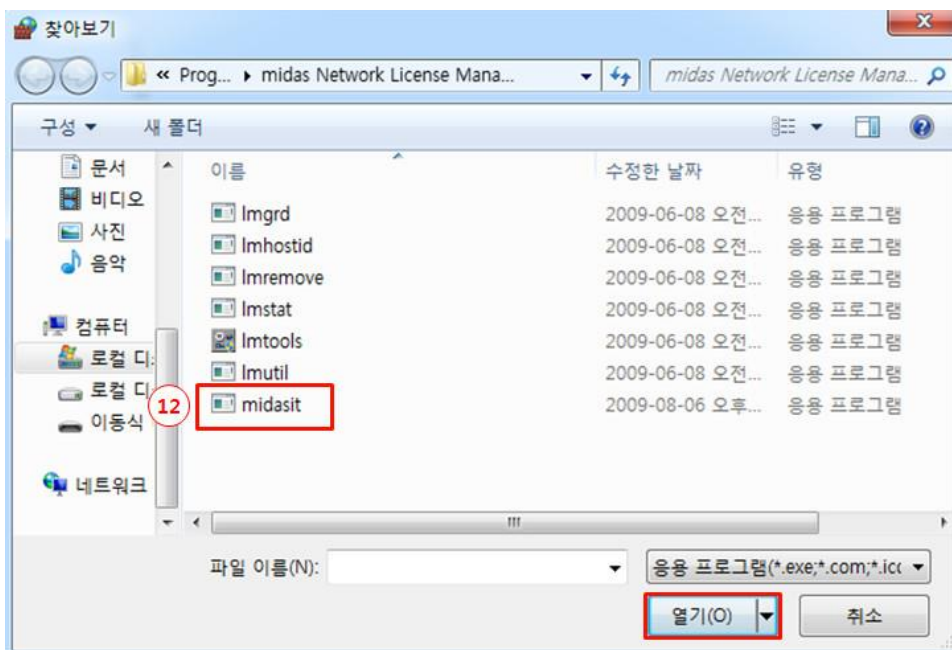 찾아보기
« Prog... ▸ midas Network License Mana... midas Network License Mana...
구성 새 폴더
이름 수정한 날짜 유형
문서
비디오
사진
음악
컴퓨터
로컬 디
로컬 디
이동식
네트워크
lmgrd 2009-06-08 오전... 응용 프로그램
lmhostid 2009-06-08 오전... 응용 프로그램
lmremove 2009-06-08 오전... 응용 프로그램
lmstat 2009-06-08 오전... 응용 프로그램
lmtools 2009-06-08 오전... 응용 프로그램
lmutil 2009-06-08 오전... 응용 프로그램
12 midasit 2009-08-06 오후... 응용 프로그램
파일 이름(N): 응용 프로그램(*.exe;*.com;*.icc
열기(O) 취소